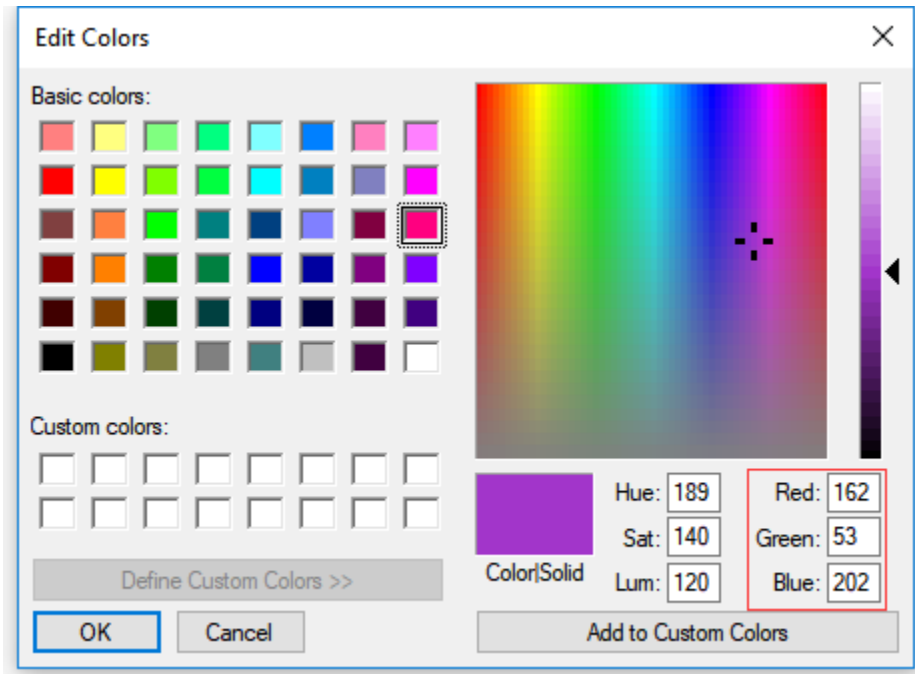 Edit Colors
Basic colors:
Custom colors:
Define Custom Colors >>
OK
Cancel
Color|Solid
Hue: 189
Sat: 140
Lum: 120
Red: 162
Green: 53
Blue: 202
Add to Custom Colors